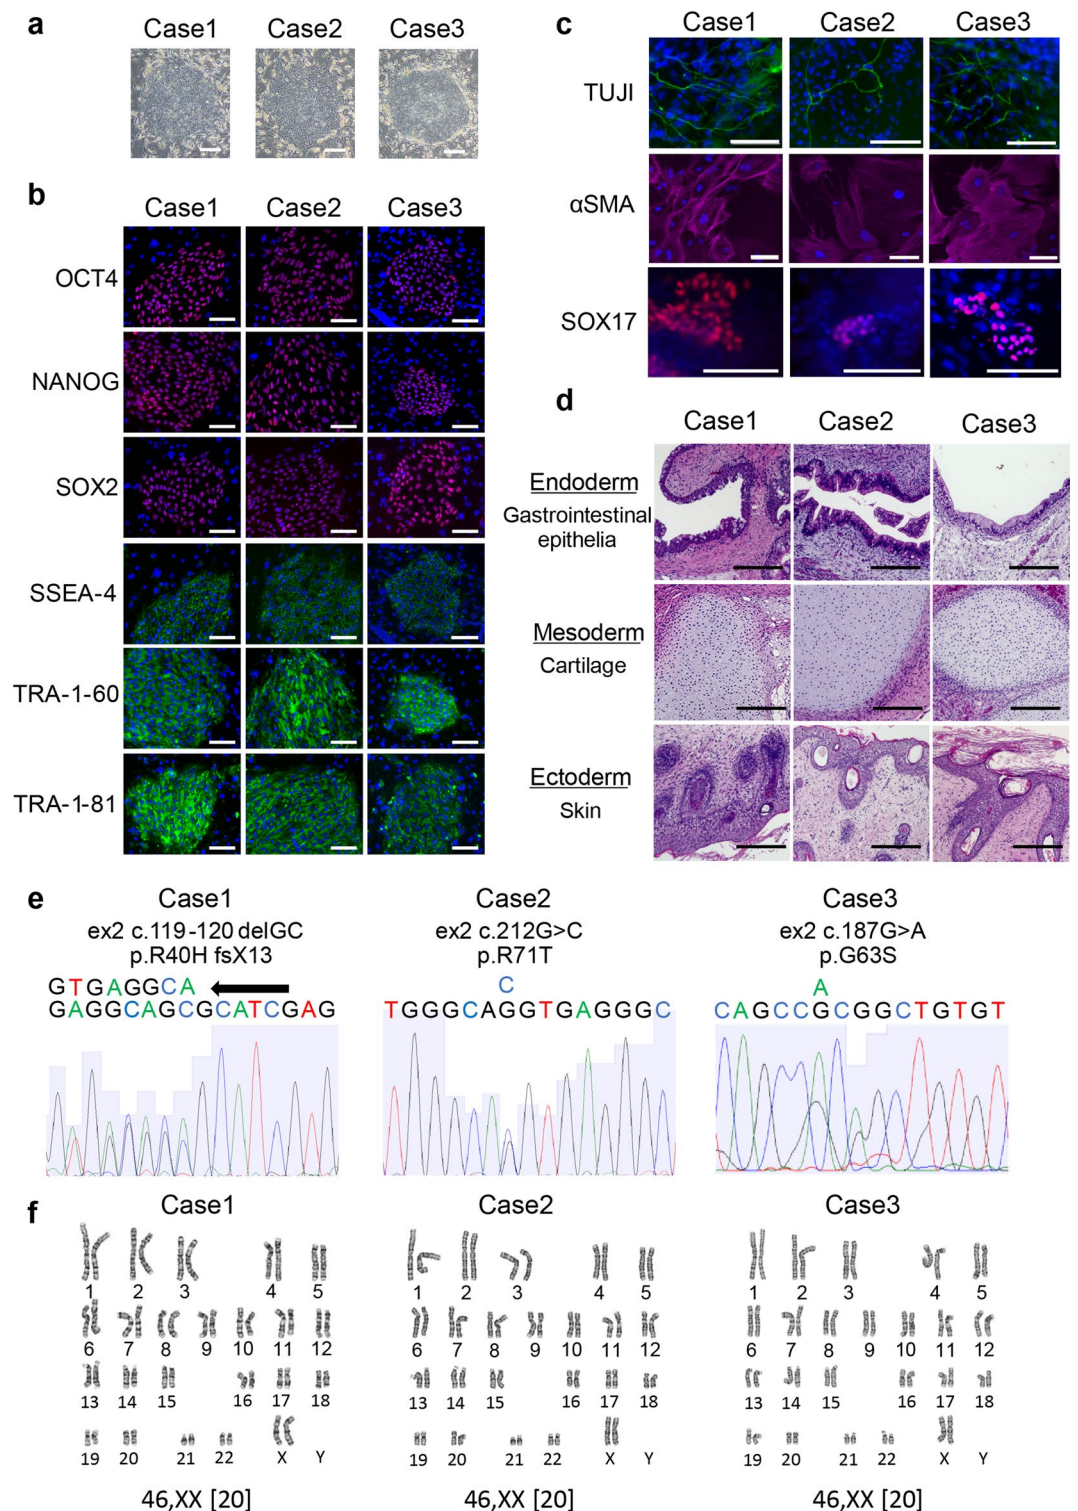 a
Case1 Case2 Case3
b
Case1 Case2 Case3
OCT4
NANOG
SOX2
SSEA-4
TRA-1-60
TRA-1-81
c
Case1 Case2 Case3
TUJI
αSMA
SOX17
d
Case1 Case2 Case3
Endoderm
Gastrointestinal
epithelia
Mesoderm
Cartilage
Ectoderm
Skin
e
Case1
ex2 c.119-120 delGC
p.R40H fsX13
GTGAGGCA
GAGGCAGCGCATCGAG
Case2
ex2 c.212G>C
p.R71T
C
TGGGCAGGTGAGGGC
Case3
ex2 c.187G>A
p.G63S
A
CAGCCGCGGCTGTGT
f
Case1
1 2 3 4 5
6 7 8 9 10 11 12
13 14 15 16 17 18
19 20 21 22 X Y
46,XX [20]
Case2
1 2 3 4 5
6 7 8 9 10 11 12
13 14 15 16 17 18
19 20 21 22 X Y
46,XX [20]
Case3
1 2 3 4 5
6 7 8 9 10 11 12
13 14 15 16 17 18
19 20 21 22 X Y
46,XX [20]